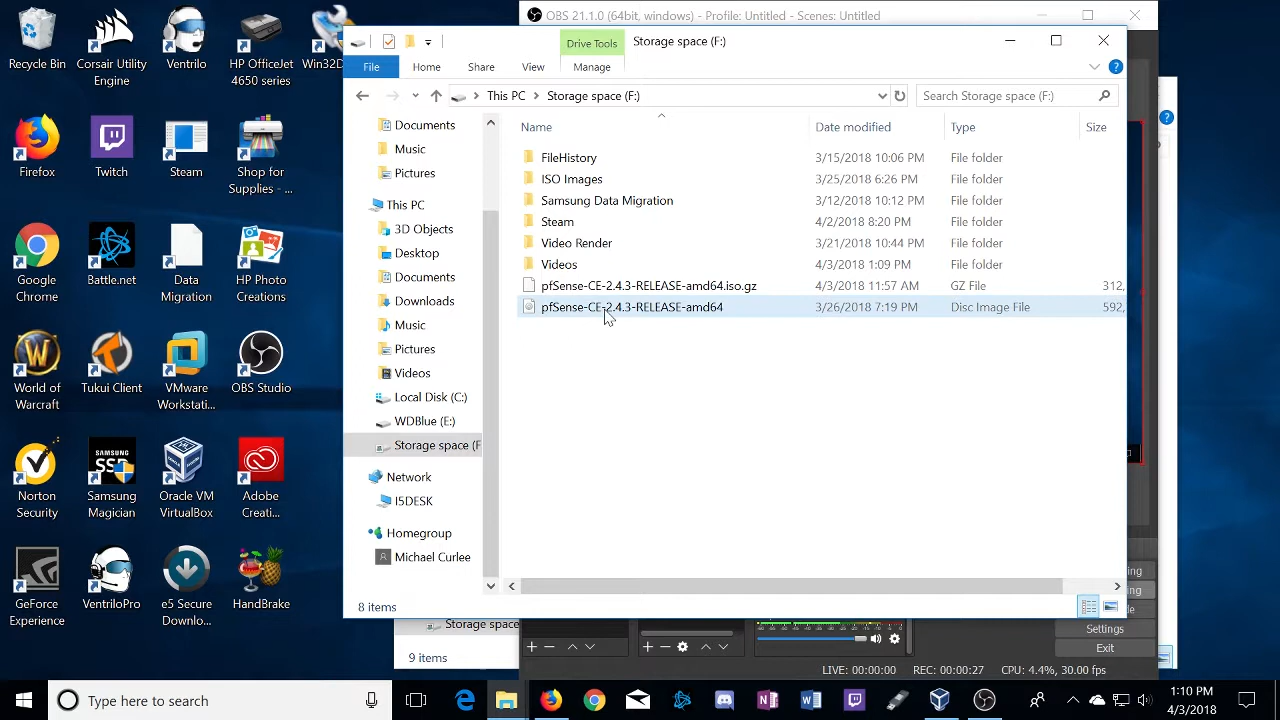 OBS 21.1.0 (64bit, windows) - Profile: Untitled - Scenes: Untitled
Drive Tools
Storage space (F:)
File
Home
Share
View
Manage
This PC
Storage space (F:)
Search Storage space (F:)
Name
Date modified
Type
Size
Documents
Music
Pictures
This PC
3D Objects
Desktop
Documents
Downloads
Music
Pictures
Videos
Local Disk (C:)
WDBlue (E:)
Storage space (F
Network
I5DESK
Homegroup
Michael Curlee
FileHistory 3/15/2018 10:06 PM File folder
ISO Images 3/25/2018 6:26 PM File folder
Samsung Data Migration 3/12/2018 10:12 PM File folder
Steam 4/2/2018 8:20 PM File folder
Video Render 3/21/2018 10:44 PM File folder
Videos 4/3/2018 1:09 PM File folder
pfSense-CE-2.4.3-RELEASE-amd64.iso.gz 4/3/2018 11:57 AM GZ File 312,
pfSense-CE-2.4.3-RELEASE-amd64 3/26/2018 7:19 PM Disc Image File 592,
8 items
Storage space
9 items
Settings
Exit
LIVE: 00:00:00
REC: 00:00:27
CPU: 4.4%, 30.00 fps
Recycle Bin
Corsair Utility
Engine
Ventrilo
HP OfficeJet
4650 series
Win32D
Firefox
Twitch
Steam
Shop for
Supplies - ...
Google
Chrome
Battle.net
Data
Migration
HP Photo
Creations
World of
Warcraft
Tukui Client
VMware
Workstati...
OBS Studio
Norton
Security
Samsung
Magician
Oracle VM
VirtualBox
Adobe
Creati...
GeForce
Experience
VentriloPro
e5 Secure
Downlo...
HandBrake
Type here to search
1:10 PM
4/3/2018